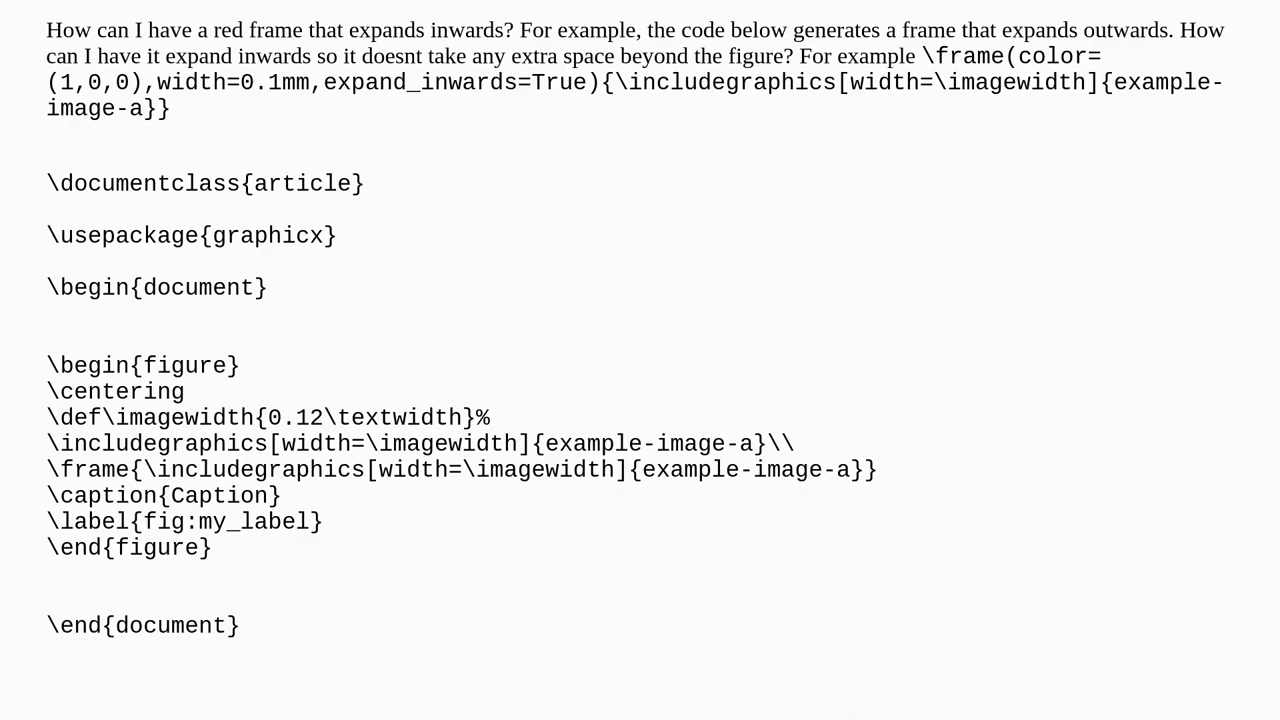 How can I have a red frame that expands inwards? For example, the code below generates a frame that expands outwards. How
can I have it expand inwards so it doesnt take any extra space beyond the figure? For example \frame(color=
(1,0,0),width=0.1mm,expand_inwards=True){\includegraphics[width=\imagewidth]{example-
image-a}}
\documentclass{article}
\usepackage{graphicx}
\begin{document}
\begin{figure}
\centering
\def\imagewidth{0.12\textwidth}%
\includegraphics[width=\imagewidth]{example-image-a}\\
\frame{\includegraphics[width=\imagewidth]{example-image-a}}
\caption{Caption}
\label{fig:my_label}
\end{figure}
\end{document}